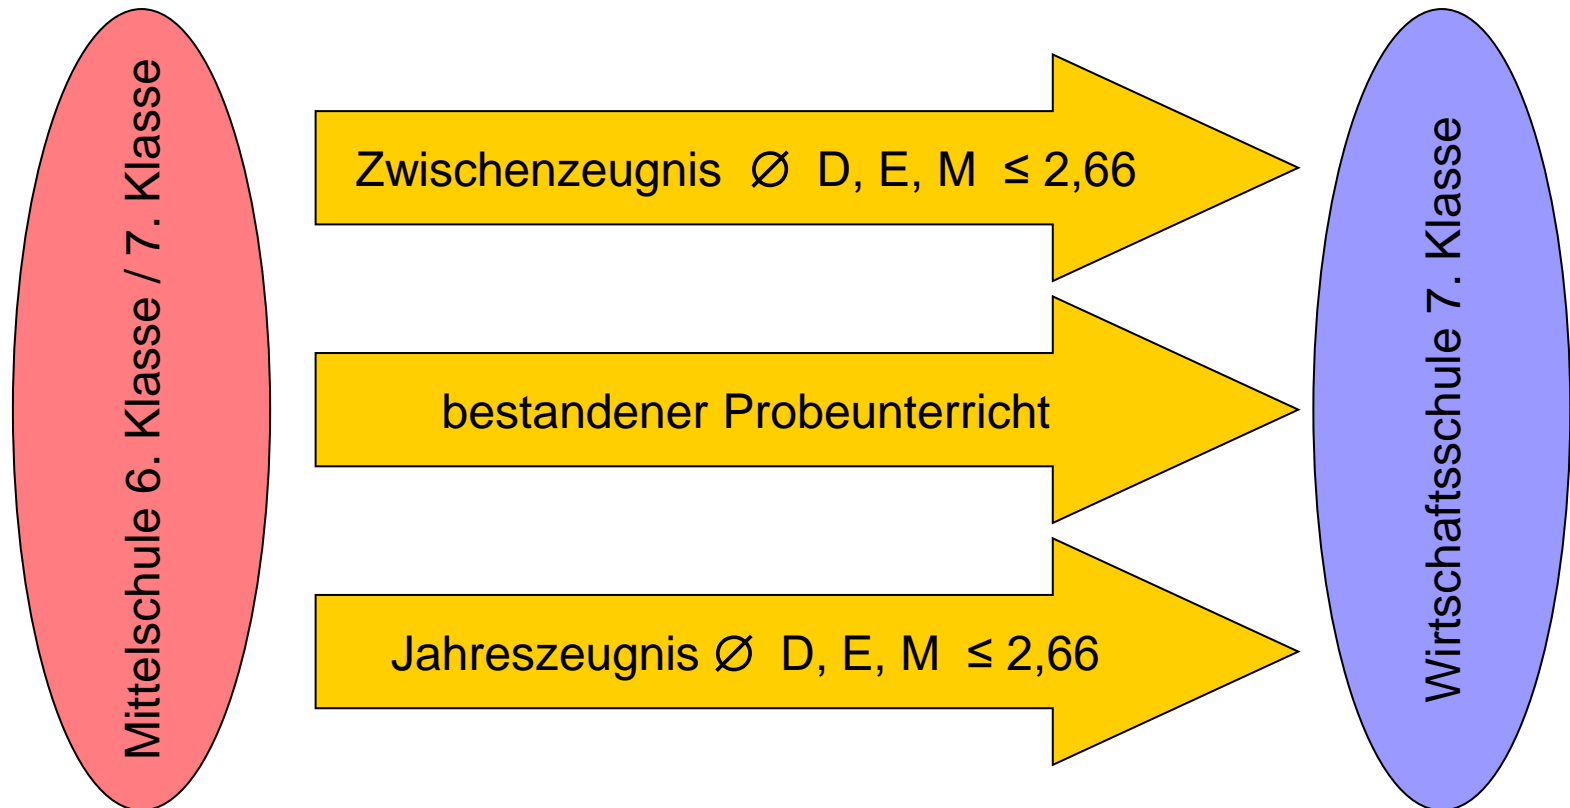 Mittelschule 6. Klasse / 7. Klasse
Zwischenzeugnis ∅ D, E, M ≤ 2,66
bestandener Probeunterricht
Jahreszeugnis ∅ D, E, M ≤ 2,66
Wirtschaftsschule 7. Klasse